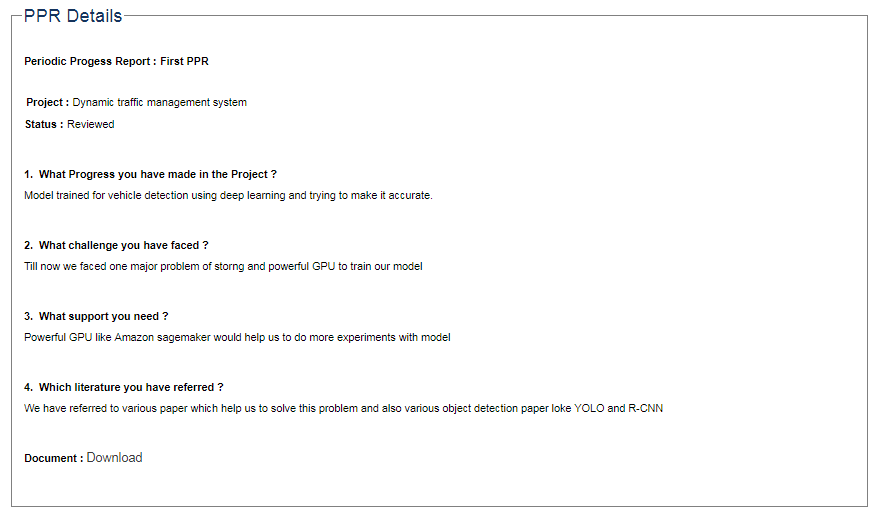 PPR Details
Periodic Progess Report : First PPR
Project : Dynamic traffic management system
Status : Reviewed
1. What Progress you have made in the Project ?
Model trained for vehicle detection using deep learning and trying to make it accurate.
2. What challenge you have faced ?
Till now we faced one major problem of storng and powerful GPU to train our model
3. What support you need ?
Powerful GPU like Amazon sagemaker would help us to do more experiments with model
4. Which literature you have referred ?
We have referred to various paper which help us to solve this problem and also various object detection paper loke YOLO and R-CNN
Document : Download